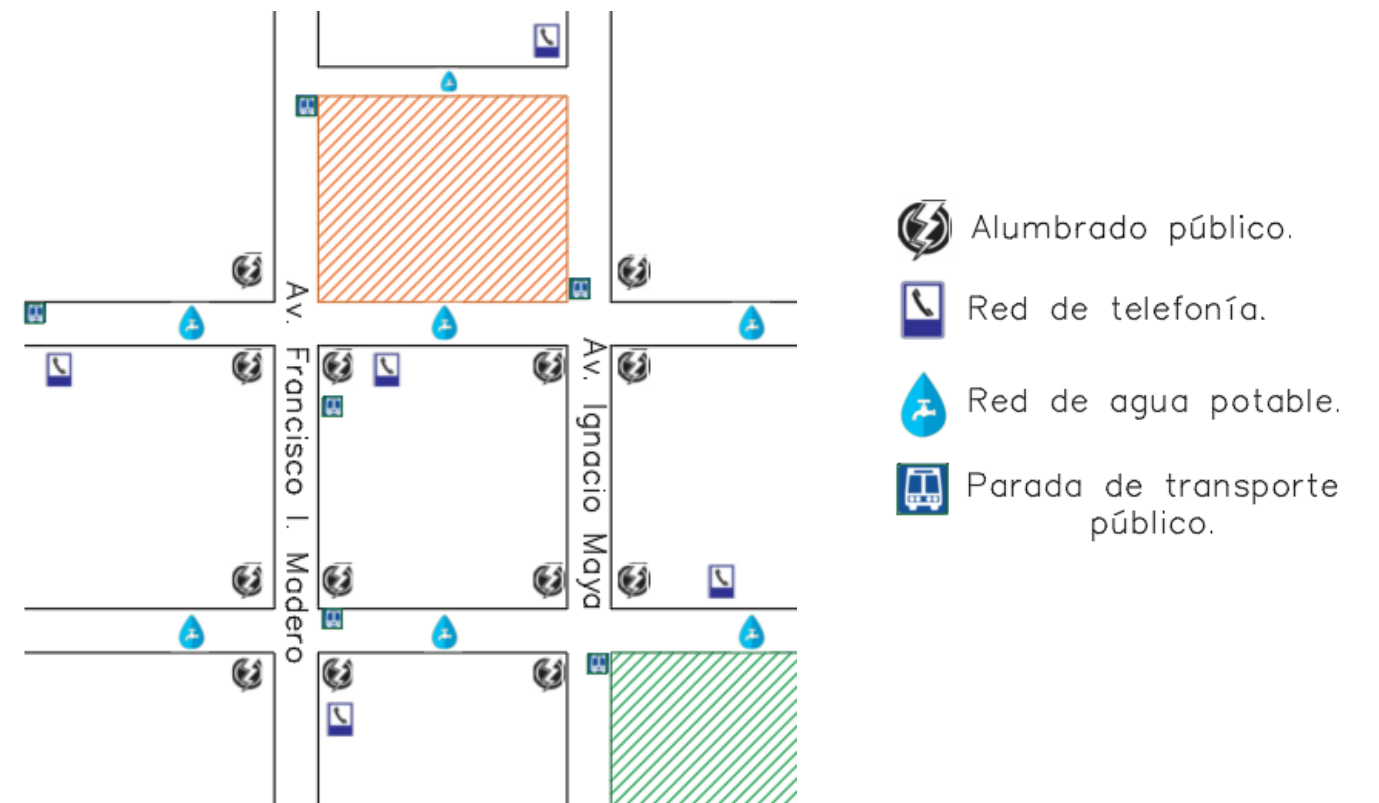 Av. Francisco I. Madero
Av. Ignacio Maya
Alumbrado público.
Red de telefonía.
Red de agua potable.
Parada de transporte
público.